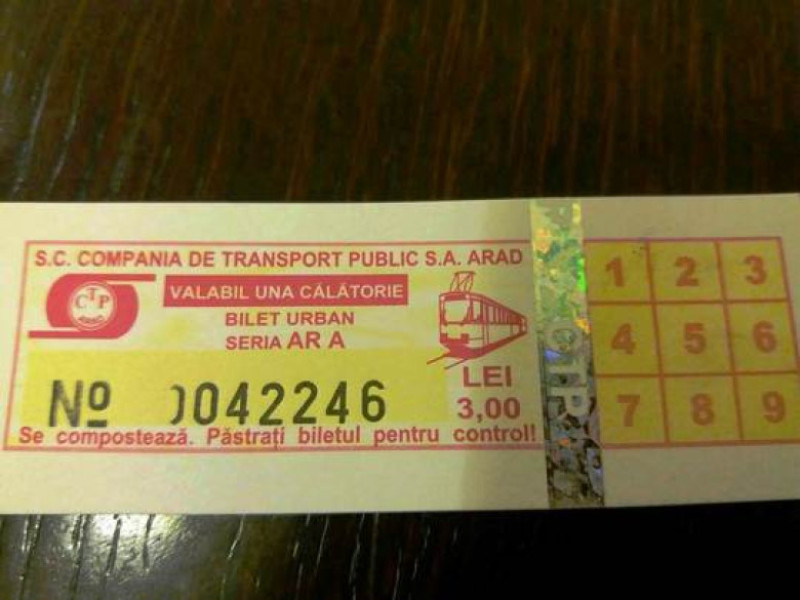 S.C. COMPANIA DE TRANSPORT PUBLIC S.A. ARAD
CTP
VALABIL UNA CĂLĂTORIE
BILET URBAN
SERIA AR A
LEI
3,00
Nº 0042246
Se compostează. Păstrați biletul pentru control!
CTP
1 2 3
4 5 6
7 8 9